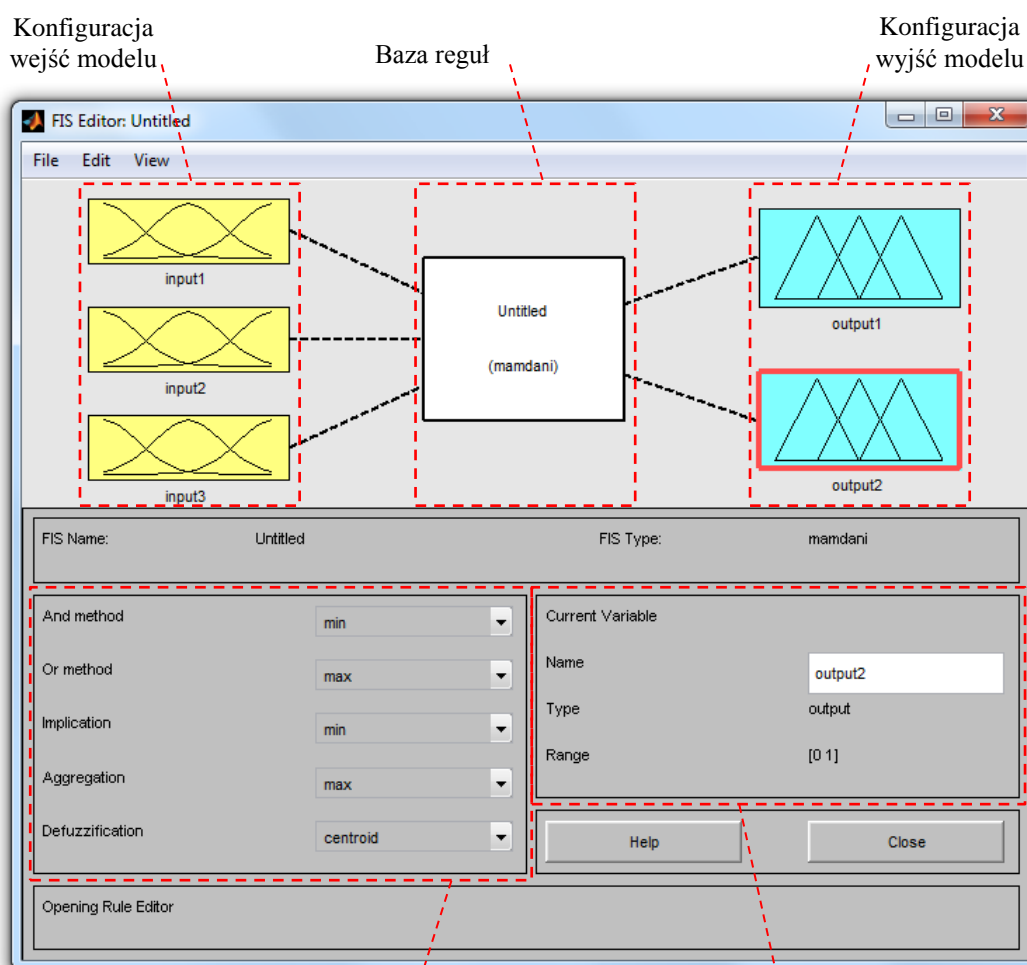 Konfiguracja
wejść modelu
Baza reguł
Konfiguracja
wyjść modelu
FIS Editor: Untitled
File Edit View
input1
input2
input3
Untitled
(mamdani)
output1
output2
FIS Name: Untitled FIS Type: mamdani
And method min
Or method max
Implication min
Aggregation max
Defuzzification centroid
Current Variable
Name output2
Type output
Range [0 1]
Help Close
Opening Rule Editor